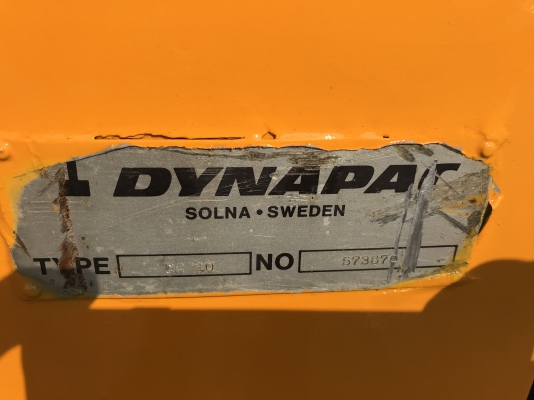 DYNAPAC
SOLNA • SWEDEN
TYPE NO